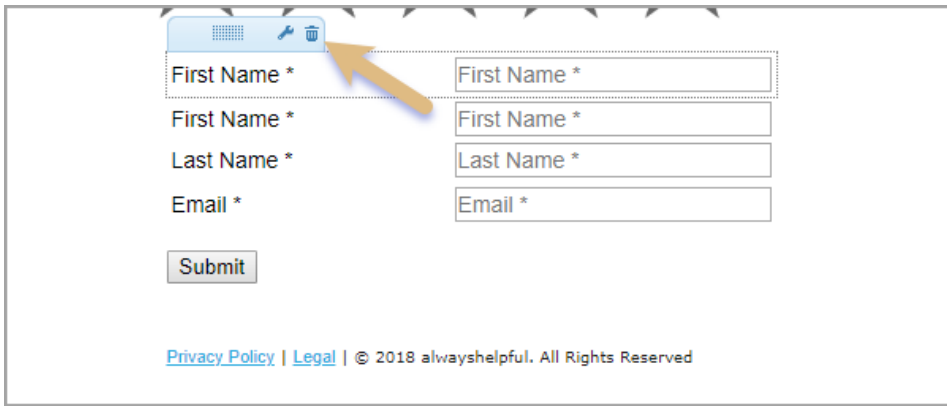 First Name * First Name *
First Name * First Name *
Last Name * Last Name *
Email * Email *
Submit
Privacy Policy | Legal | © 2018 alwayshelpful. All Rights Reserved